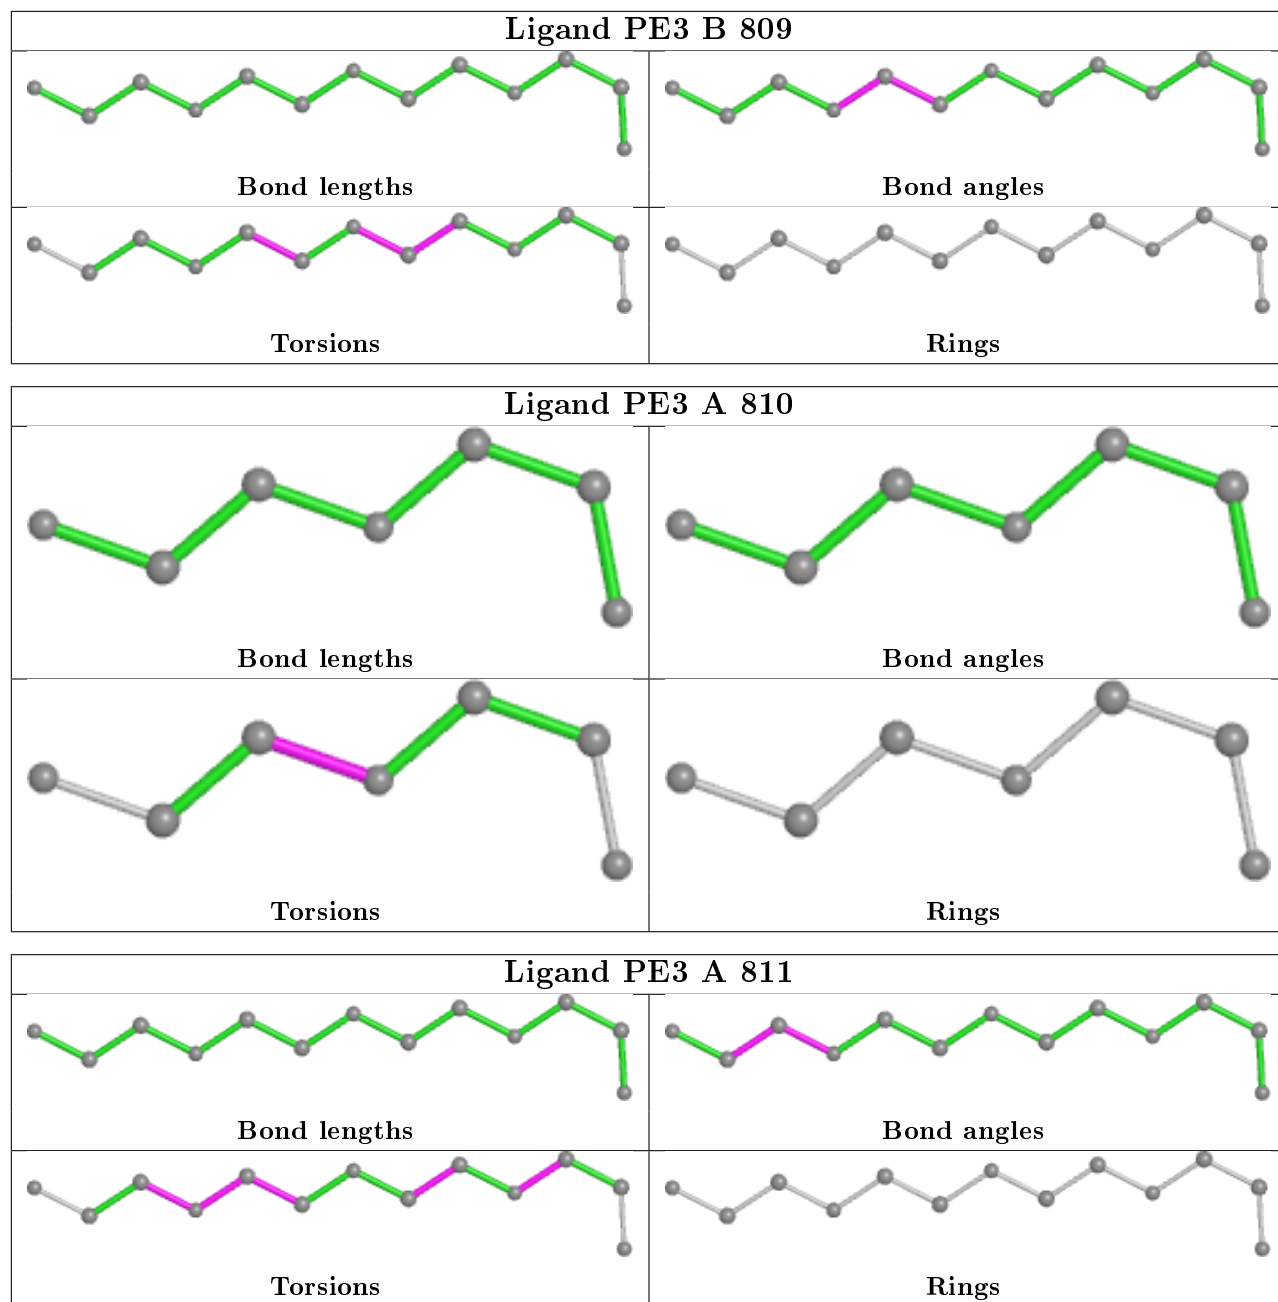 Ligand PE3 B 809
Bond lengths
Bond angles
Torsions
Rings
Ligand PE3 A 810
Bond lengths
Bond angles
Torsions
Rings
Ligand PE3 A 811
Bond lengths
Bond angles
Torsions
Rings